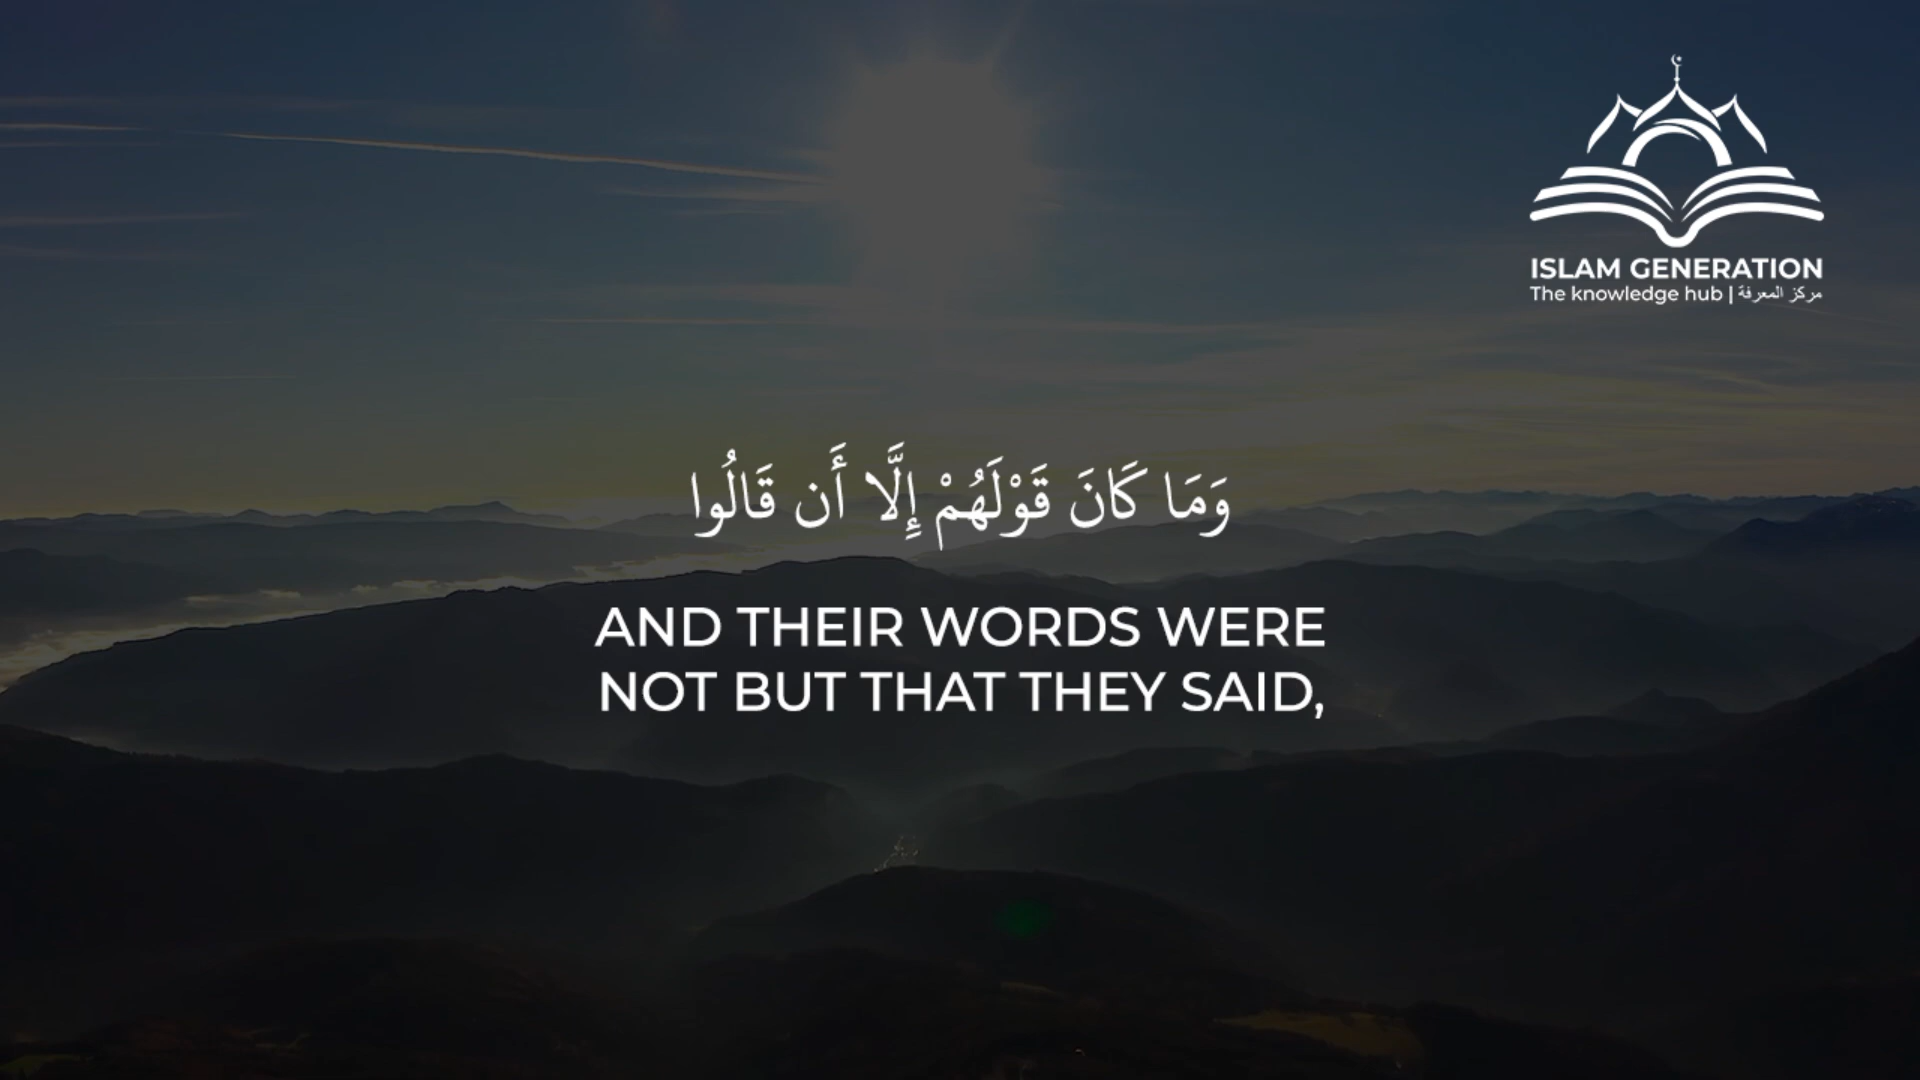 ISLAM GENERATION
The knowledge hub | مركز المعرفة
وَمَا كَانَ قَوْلَهُمْ إِلَّا أَن قَالُوا
AND THEIR WORDS WERE
NOT BUT THAT THEY SAID,